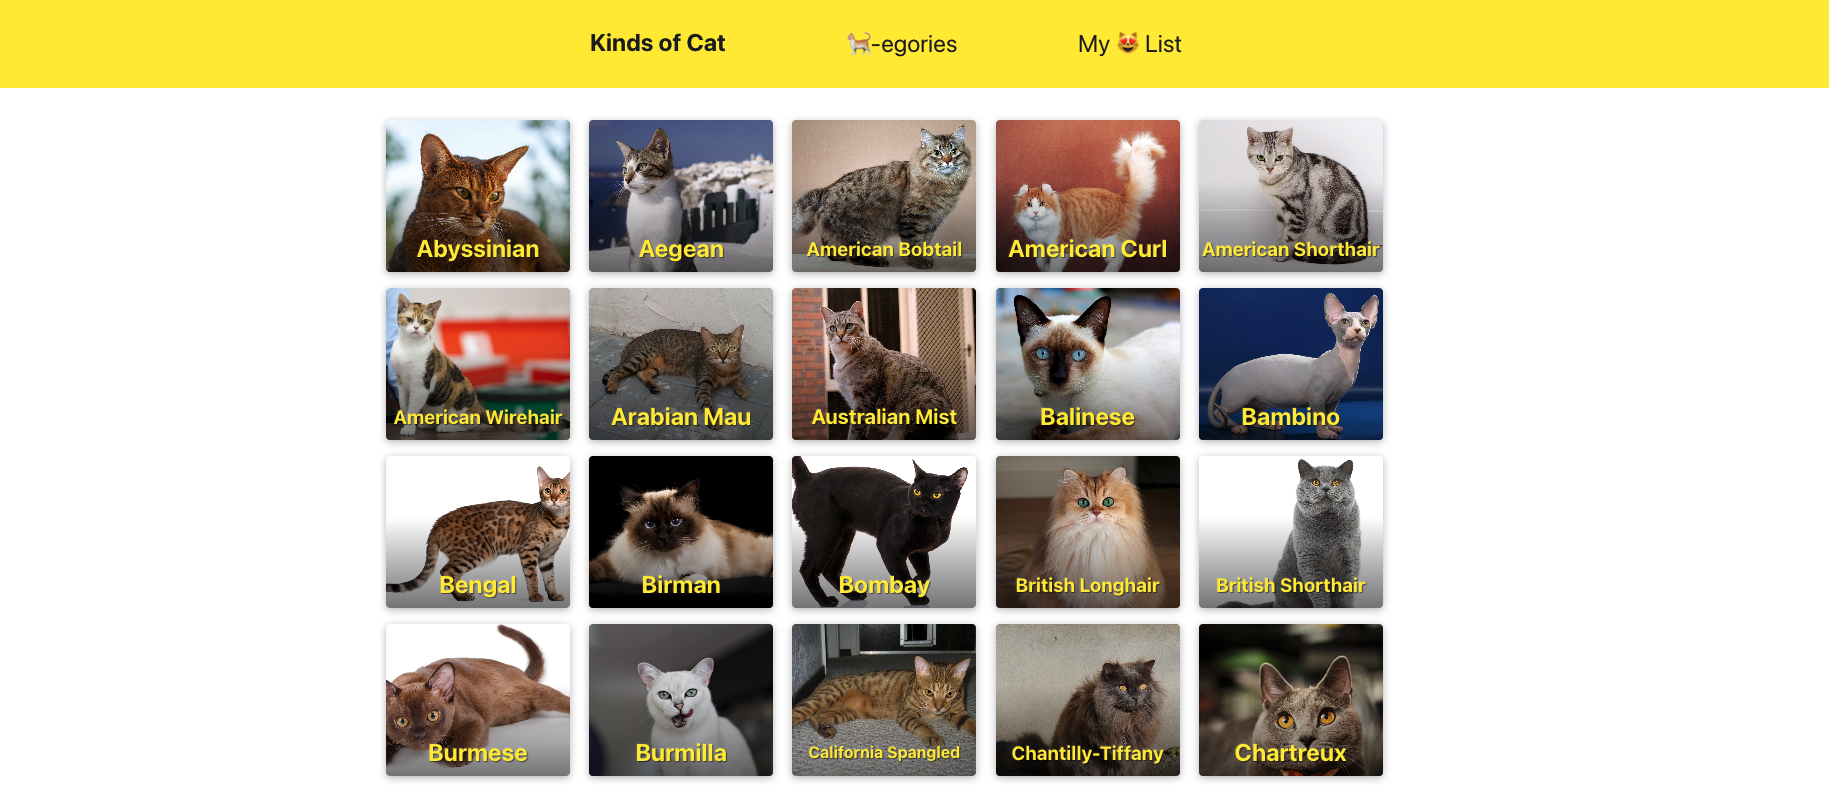 Kinds of Cat
🐈-egories
My 😻 List
Abyssinian
Aegean
American Bobtail
American Curl
American Shorthair
American Wirehair
Arabian Mau
Australian Mist
Balinese
Bambino
Bengal
Birman
Bombay
British Longhair
British Shorthair
Burmese
Burmilla
California Spangled
Chantilly-Tiffany
Chartreux